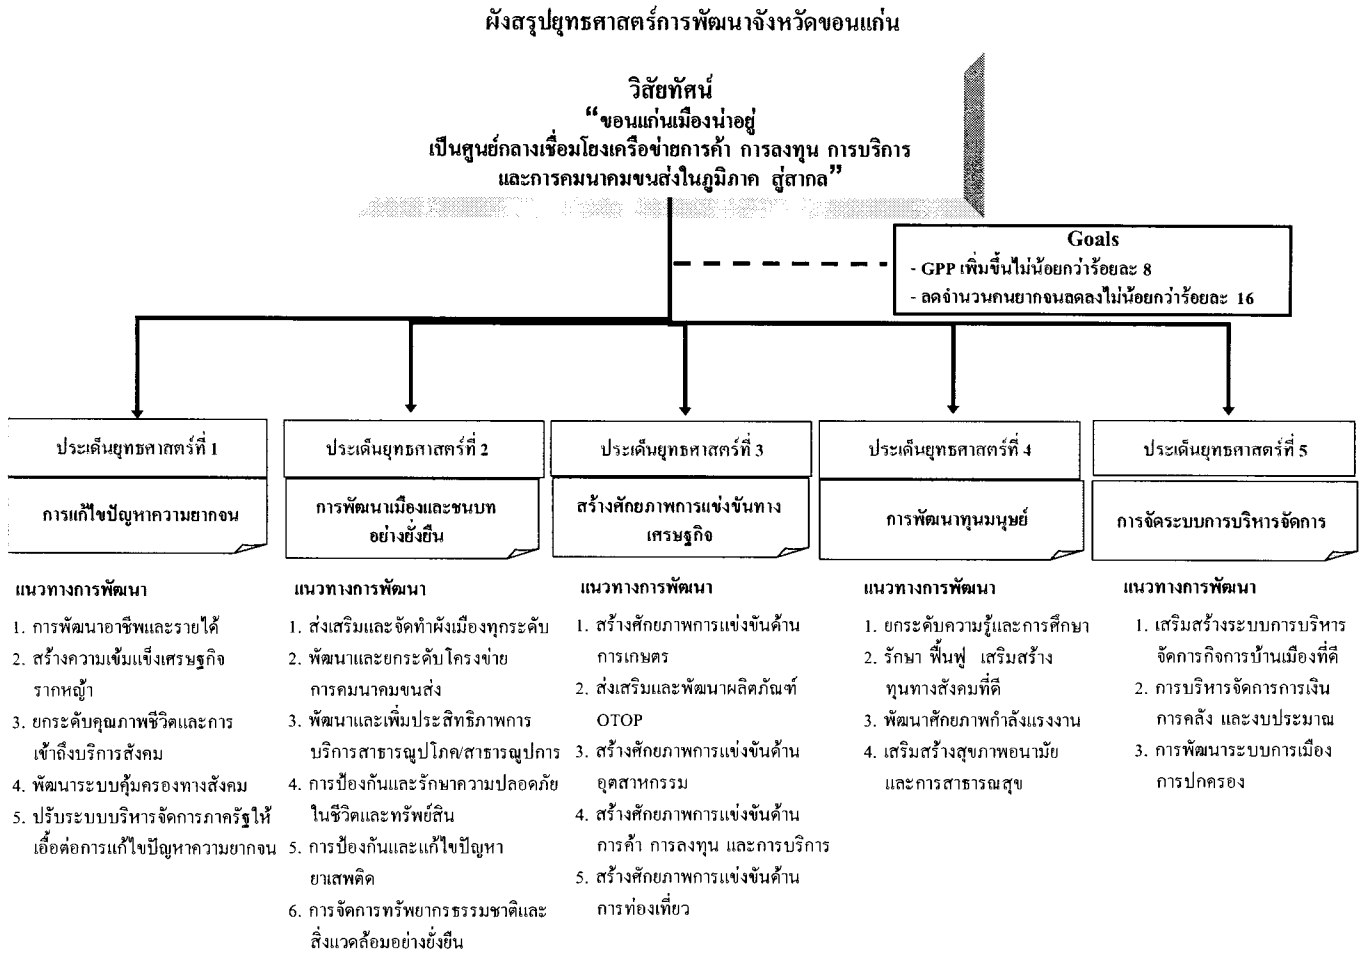 ผังสรุปยุทธศาสตร์การพัฒนาจังหวัดขอนแก่น
วิสัยทัศน์
“ขอนแก่นเมืองน่าอยู่
เป็นศูนย์กลางเชื่อมโยงเครือข่ายการค้า การลงทุน การบริการ
และการคมนาคมขนส่งในภูมิภาค สู่สากล”
Goals
- GPP เพิ่มขึ้นไม่น้อยกว่าร้อยละ 8
- ลดจำนวนคนยากจนลดลงไม่น้อยกว่าร้อยละ 16
ประเด็นยุทธศาสตร์ที่ 1
การแก้ไขปัญหาความยากจน
แนวทางการพัฒนา
1. การพัฒนาอาชีพและรายได้
2. สร้างความเข้มแข็งเศรษฐกิจ
รากหญ้า
3. ยกระดับคุณภาพชีวิตและการ
เข้าถึงบริการสังคม
4. พัฒนาระบบคุ้มครองทางสังคม
5. ปรับระบบบริหารจัดการภาครัฐให้
เอื้อต่อการแก้ไขปัญหาความยากจน
ประเด็นยุทธศาสตร์ที่ 2
การพัฒนาเมืองและชนบท
อย่างยั่งยืน
แนวทางการพัฒนา
1. ส่งเสริมและจัดทำผังเมืองทุกระดับ
2. พัฒนาและยกระดับโครงข่าย
การคมนาคมขนส่ง
3. พัฒนาและเพิ่มประสิทธิภาพการ
บริการสาธารณูปโภค/สาธารณูปการ
4. การป้องกันและรักษาความปลอดภัย
ในชีวิตและทรัพย์สิน
5. การป้องกันและแก้ไขปัญหา
ยาเสพติด
6. การจัดการทรัพยากรธรรมชาติและ
สิ่งแวดล้อมอย่างยั่งยืน
ประเด็นยุทธศาสตร์ที่ 3
สร้างศักยภาพการแข่งขันทาง
เศรษฐกิจ
แนวทางการพัฒนา
1. สร้างศักยภาพการแข่งขันด้าน
การเกษตร
2. ส่งเสริมและพัฒนาผลิตภัณฑ์
OTOP
3. สร้างศักยภาพการแข่งขันด้าน
อุตสาหกรรม
4. สร้างศักยภาพการแข่งขันด้าน
การค้า การลงทุน และการบริการ
5. สร้างศักยภาพการแข่งขันด้าน
การท่องเที่ยว
ประเด็นยุทธศาสตร์ที่ 4
การพัฒนาทุนมนุษย์
แนวทางการพัฒนา
1. ยกระดับความรู้และการศึกษา
2. รักษา ฟื้นฟู เสริมสร้าง
ทุนทางสังคมที่ดี
3. พัฒนาศักยภาพกำลังแรงงาน
4. เสริมสร้างสุขภาพอนามัย
และการสาธารณสุข
ประเด็นยุทธศาสตร์ที่ 5
การจัดระบบการบริหารจัดการ
แนวทางการพัฒนา
1. เสริมสร้างระบบการบริหาร
จัดการกิจการบ้านเมืองที่ดี
2. การบริหารจัดการการเงิน
การคลัง และงบประมาณ
3. การพัฒนาระบบการเมือง
การปกครอง